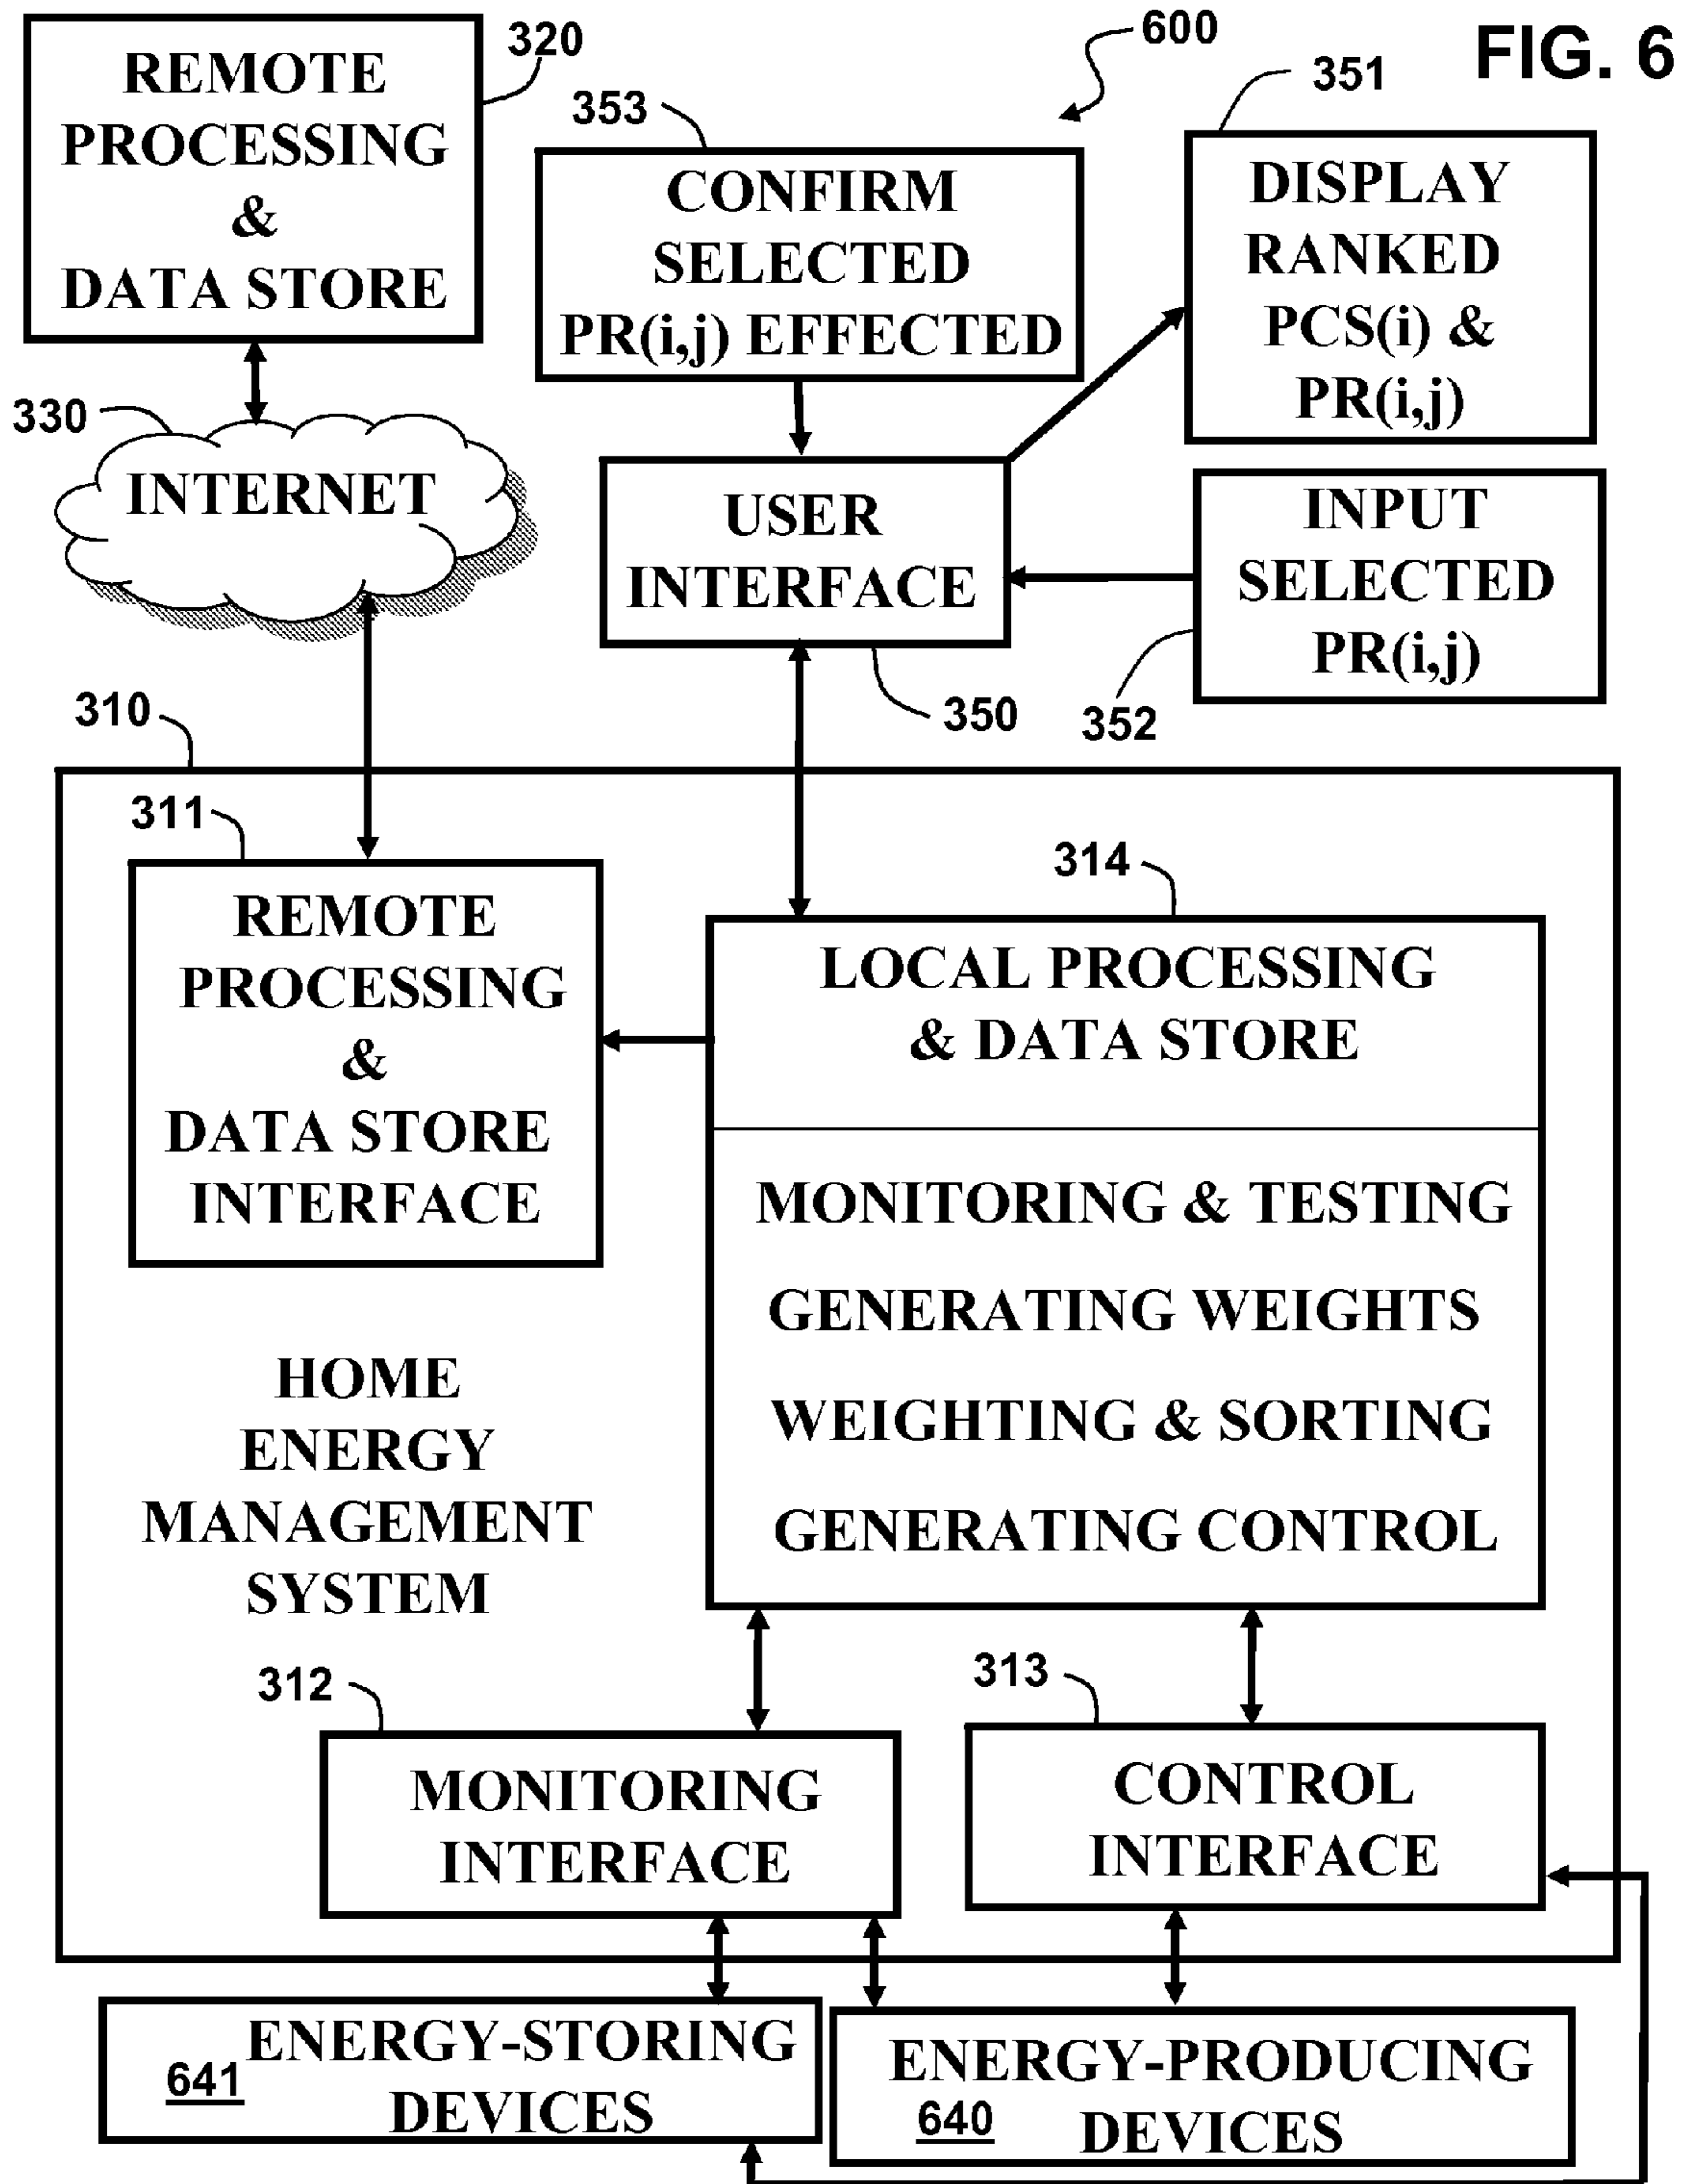 FIG. 6
600
320
REMOTE
PROCESSING
&
DATA STORE
353
CONFIRM
SELECTED
PR(i,j) EFFECTED
351
DISPLAY
RANKED
PCS(i) &
PR(i,j)
330
INTERNET
USER
INTERFACE
350
INPUT
SELECTED
PR(i,j)
352
310
311
REMOTE
PROCESSING
&
DATA STORE
INTERFACE
314
LOCAL PROCESSING
& DATA STORE
MONITORING & TESTING
GENERATING WEIGHTS
WEIGHTING & SORTING
GENERATING CONTROL
HOME
ENERGY
MANAGEMENT
SYSTEM
312
MONITORING
INTERFACE
313
CONTROL
INTERFACE
ENERGY-STORING
641
DEVICES
ENERGY-PRODUCING
640
DEVICES